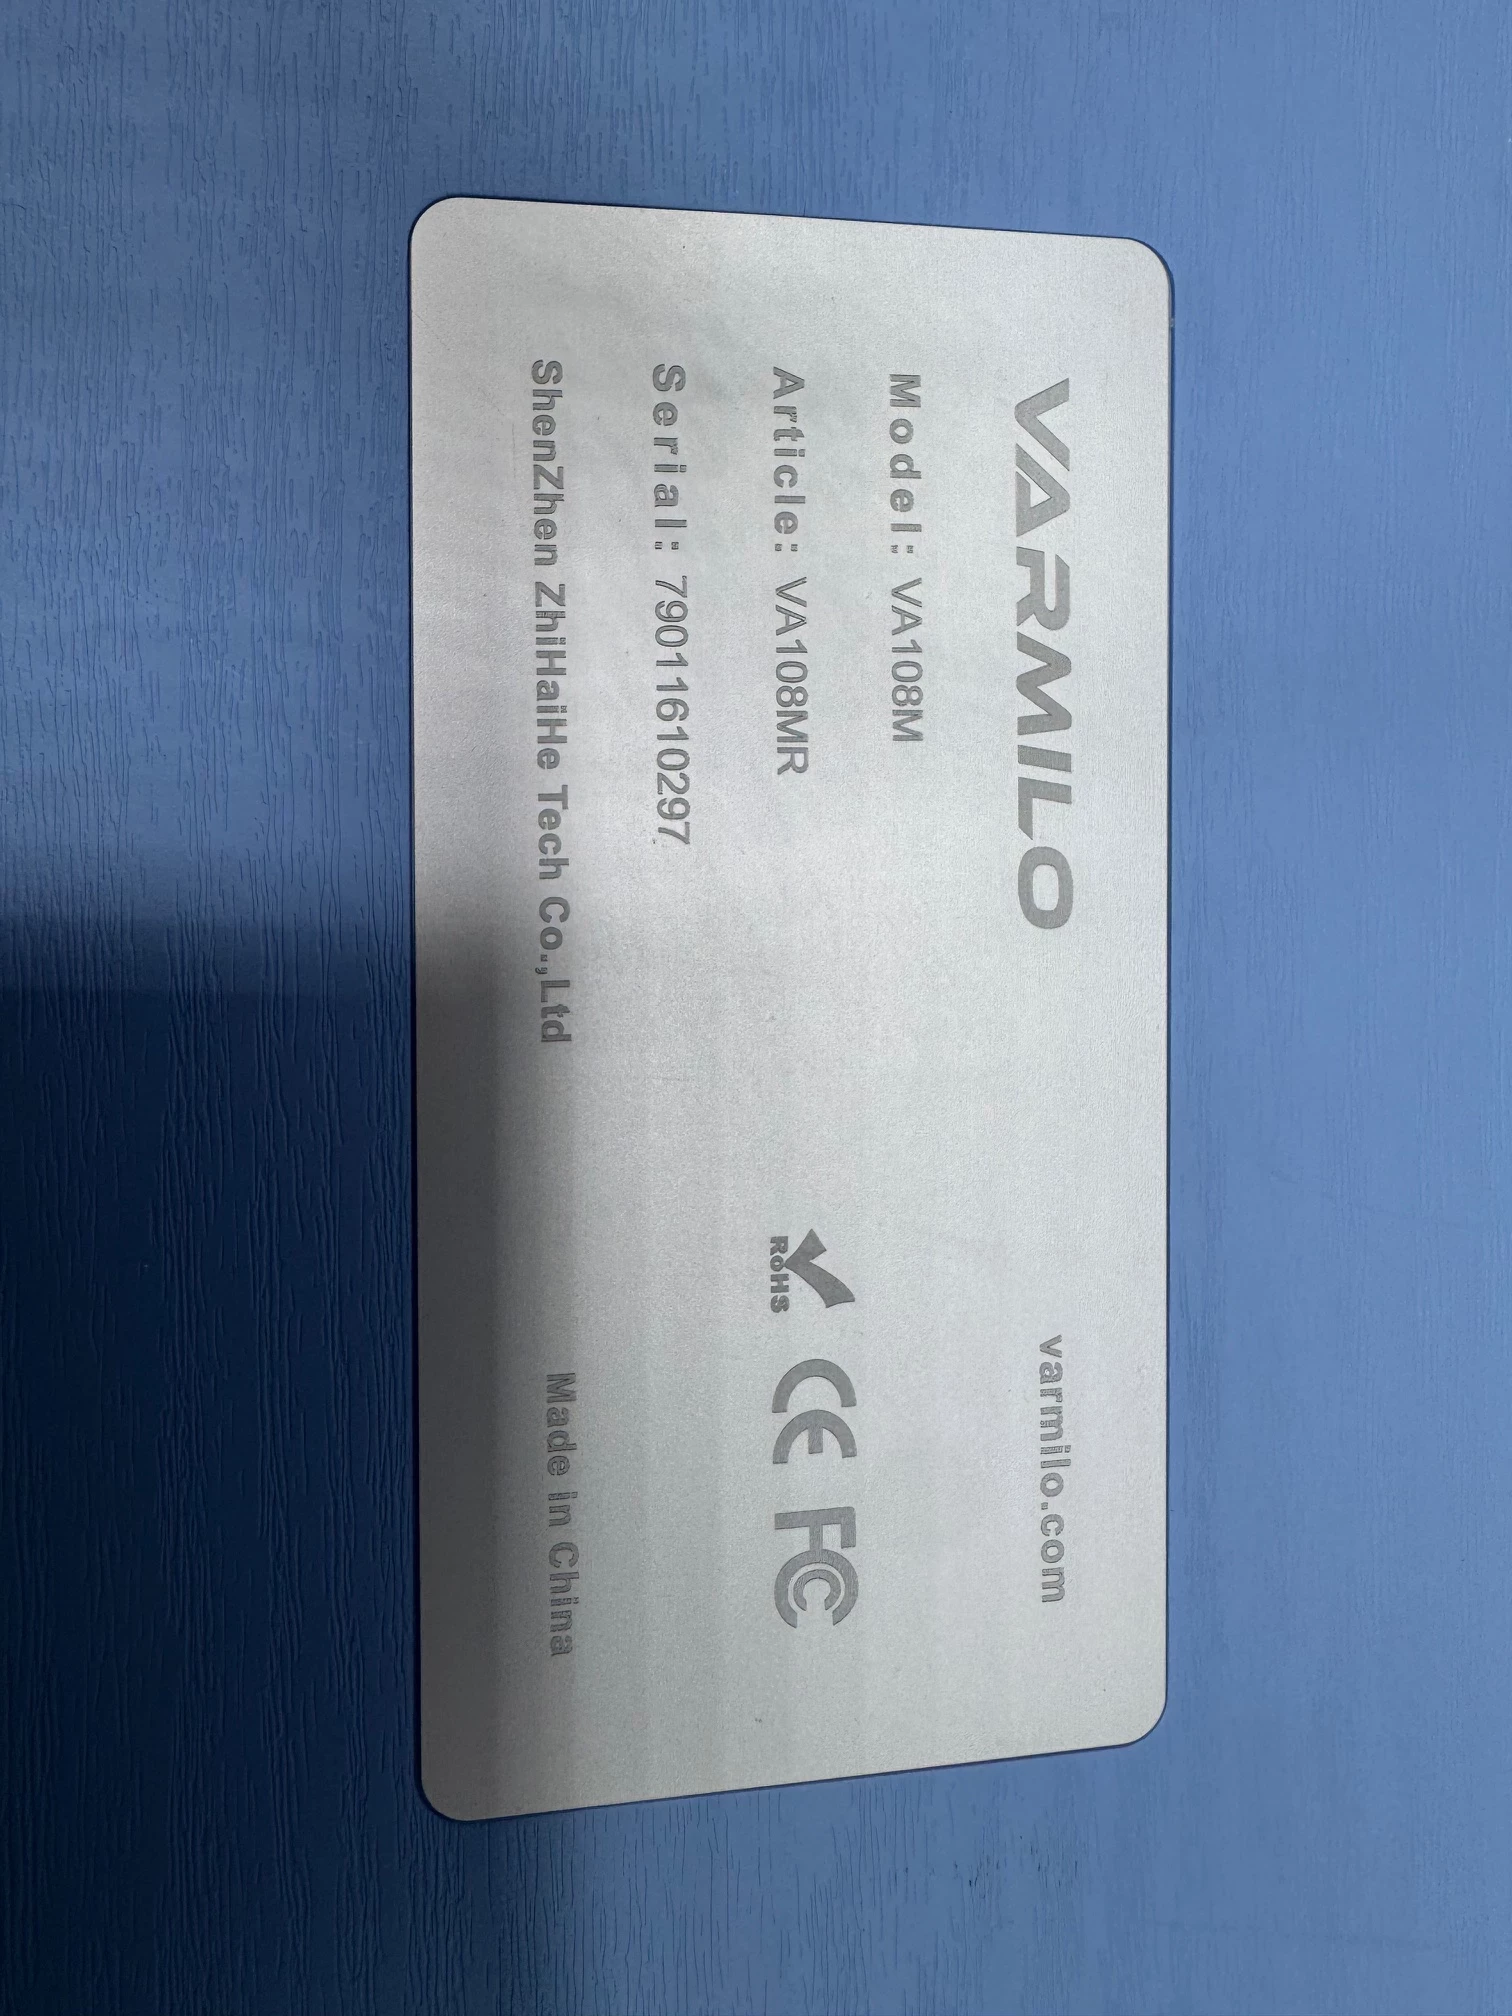 VARMILO
varmilo.com
Model: VA108M
Article: VA108MR
RoHS CE FC
Serial: 79011610297
ShenZhen ZhiHaiHe Tech Co.,Ltd
Made in China